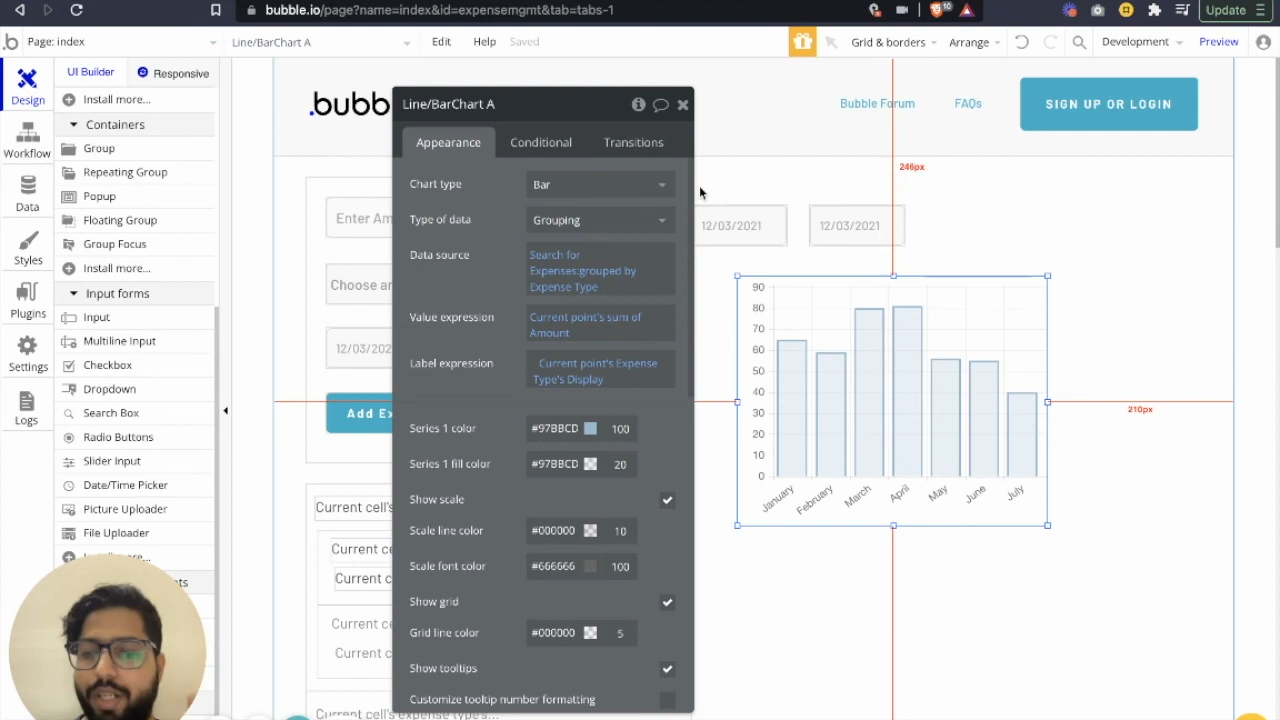 bubble.io/page?name=index&id=expensemgmt&tab=tabs-1
10
Update
b
Page: index
Line/BarChart A
Edit
Help
Saved
Grid & borders
Arrange
Development
Preview
Design
Workflow
Data
Styles
Plugins
Settings
Logs
UI Builder
Responsive
Install more...
Containers
Group
Repeating Group
Popup
Floating Group
Group Focus
Install more...
Input forms
Input
Multiline Input
Checkbox
Dropdown
Search Box
Radio Buttons
Slider Input
Date/Time Picker
Picture Uploader
File Uploader
.bubb
Bubble Forum
FAQs
SIGN UP OR LOGIN
246px
Enter Am
Choose an
12/03/202
Add Ex
Current cell's
Current ce
Current c
Current ce
Current cel
Current cell's expense type's...
Line/BarChart A
Appearance
Conditional
Transitions
Chart type
Bar
Type of data
Grouping
Data source
Search for
Expenses:grouped by
Expense Type
Value expression
Current point's sum of
Amount
Label expression
Current point's Expense
Type's Display
Series 1 color
#97BBCD
100
Series 1 fill color
#97BBCD
20
Show scale
Scale line color
#000000
10
Scale font color
#666666
100
Show grid
Grid line color
#000000
5
Show tooltips
Customize tooltip number formatting
12/03/2021
12/03/2021
90
80
70
60
50
40
30
20
10
0
January
February
March
April
May
June
July
210px